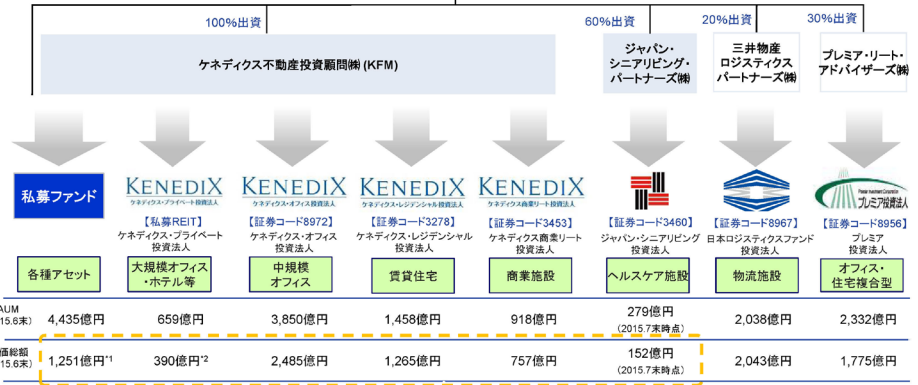 100%出資
60%出資
20%出資
30%出資
ケネディクス不動産投資顧問㈱ (KFM)
ジャパン・
シニアリビング・
パートナーズ㈱
三井物産
ロジスティクス
パートナーズ㈱
プレミア・リート・
アドバイザーズ㈱
私募ファンド
KENEDIX
ケネディクス・プライベート投資法人
KENEDIX
ケネディクス・オフィス投資法人
KENEDIX
ケネディクス・レジデンシャル投資法人
KENEDIX
ケネディクス商業リート投資法人
Premier Investment Corporation
プレミア投資法人
【私募REIT】
ケネディクス・プライベート
投資法人
【証券コード8972】
ケネディクス・オフィス
投資法人
【証券コード3278】
ケネディクス・レジデンシャル
投資法人
【証券コード3453】
ケネディクス商業リート
投資法人
【証券コード3460】
ジャパン・シニアリビング
投資法人
【証券コード8967】
日本ロジスティクスファンド
投資法人
【証券コード8956】
プレミア
投資法人
各種アセット
大規模オフィス
・ホテル等
中規模
オフィス
賃貸住宅
商業施設
ヘルスケア施設
物流施設
オフィス・
住宅複合型
AUM
15.6末)
4,435億円
659億円
3,850億円
1,458億円
918億円
279億円
(2015.7末時点)
2,038億円
2,332億円
価総額
15.6末)
1,251億円*1
390億円*2
2,485億円
1,265億円
757億円
152億円
(2015.7末時点)
2,043億円
1,775億円